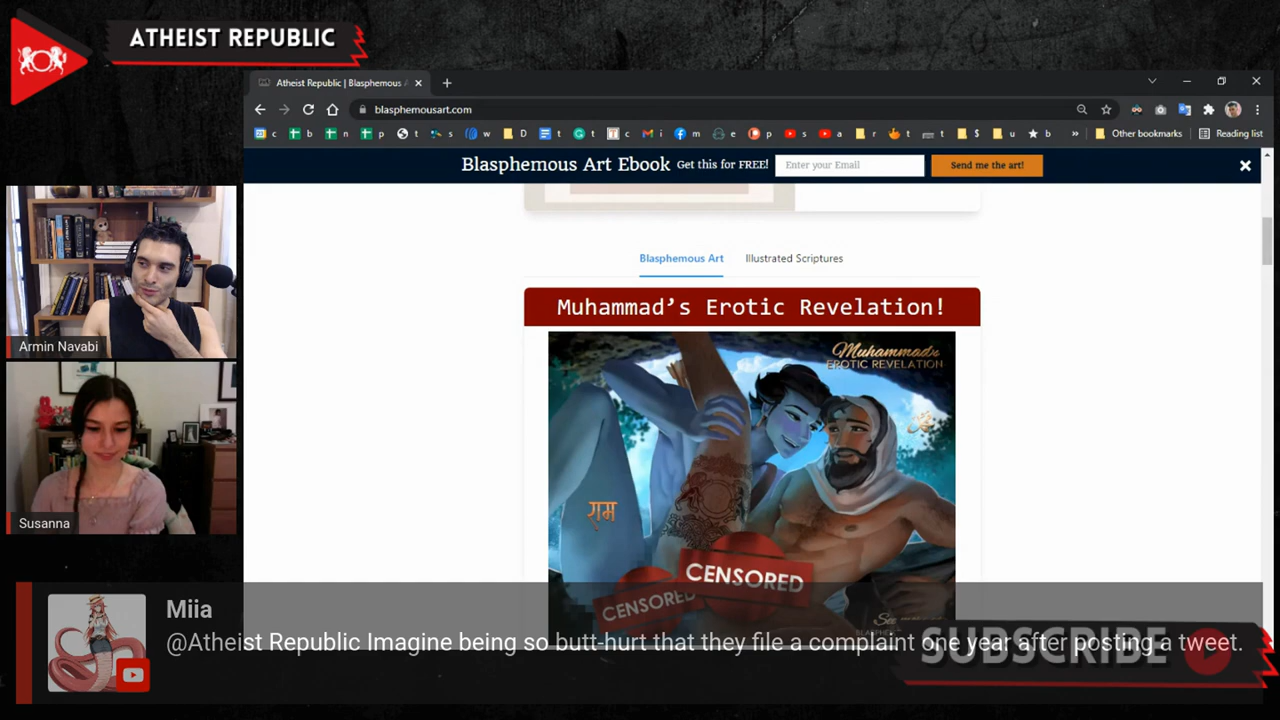 ATHEIST REPUBLIC
Atheist Republic | Blasphemous A
blasphemousart.com
c b n p t s w D t c i f m e p s a r t t $ u b » Other bookmarks Reading list
Blasphemous Art Ebook Get this for FREE! Enter your Email Send me the art!
Blasphemous Art Illustrated Scriptures
Muhammad's Erotic Revelation!
Muhammad's
EROTIC REVELATION
Armin Navabi
राम
CENSORED
CENSORED
Susanna
Miia
@Atheist Republic Imagine being so butt-hurt that they file a complaint one year after posting a tweet.
SUBSCRIBE